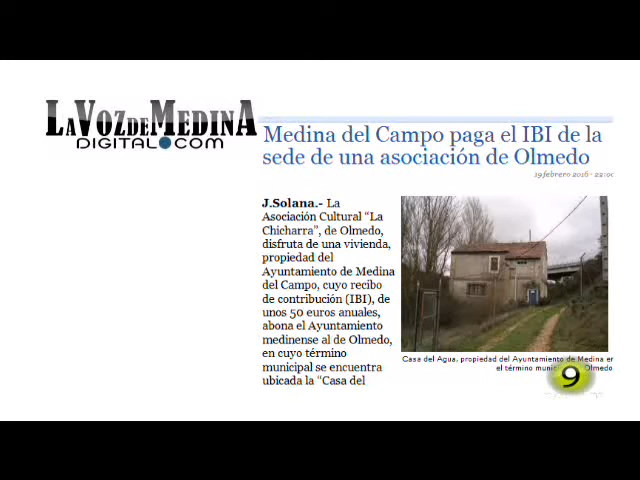 LAVOZDEMEDINA
DIGITAL.COM
Medina del Campo paga el IBI de la
sede de una asociación de Olmedo
19 febrero 2016 - 22:0
J.Solana.- La
Asociación Cultural “La
Chicharra”, de Olmedo,
disfruta de una vivienda,
propiedad del
Ayuntamiento de Medina
del Campo, cuyo recibo
de contribución (IBI), de
unos 50 euros anuales,
abona el Ayuntamiento
medinense al de Olmedo,
en cuyo término
municipal se encuentra
ubicada la “Casa del
Casa del Agua, propiedad del Ayuntamiento de Medina er
el término Olmedo
9